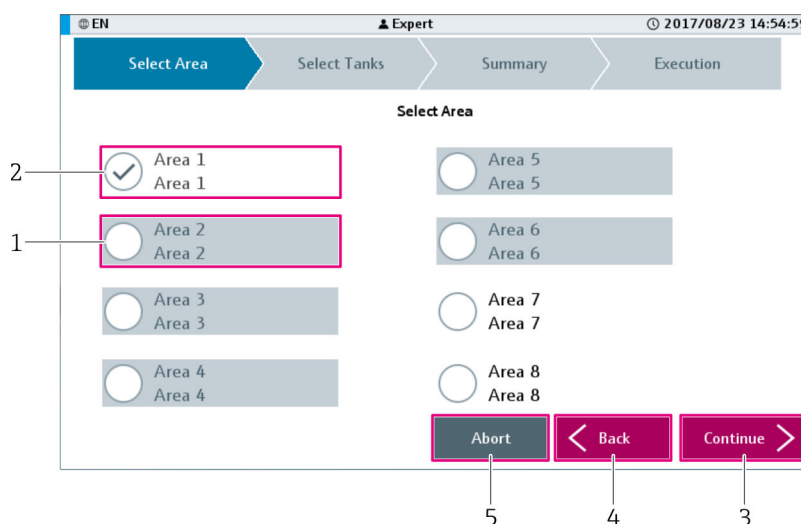 EN Expert 2017/08/23 14:54:59
Select Area Select Tanks Summary Execution
Select Area
2
Area 1
Area 1
Area 5
Area 5
1
Area 2
Area 2
Area 6
Area 6
Area 3
Area 3
Area 7
Area 7
Area 4
Area 4
Area 8
Area 8
Abort Back Continue
5 4 3